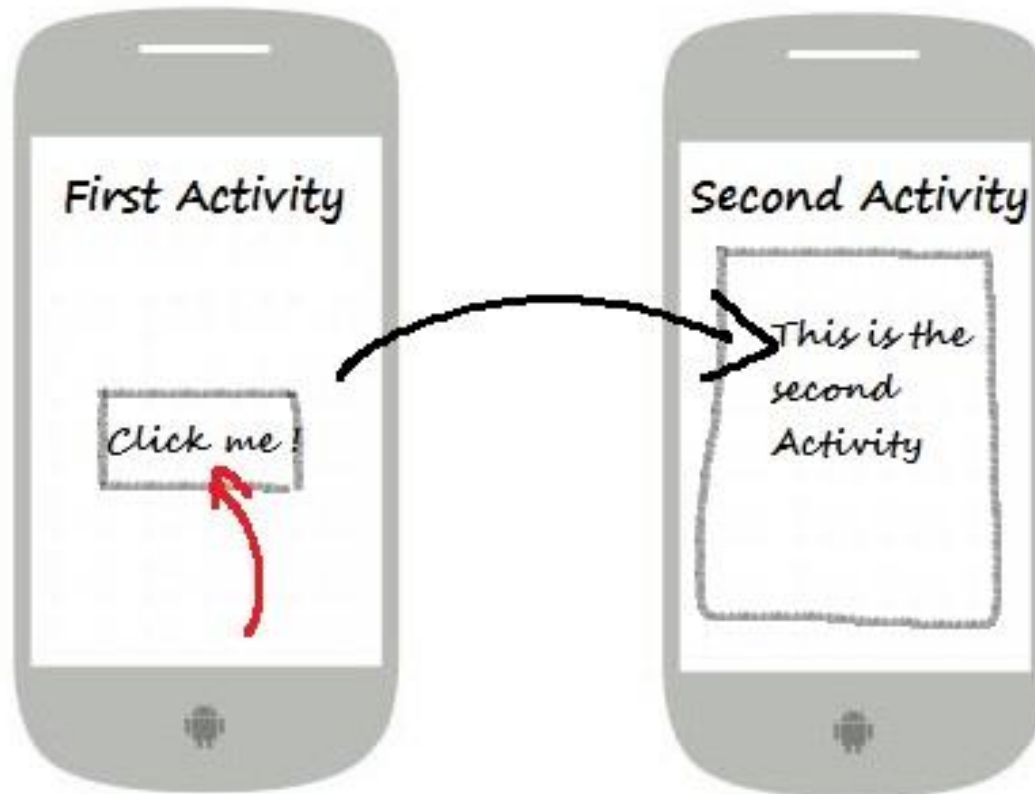 First Activity
Click me !
Second Activity
This is the
second
Activity